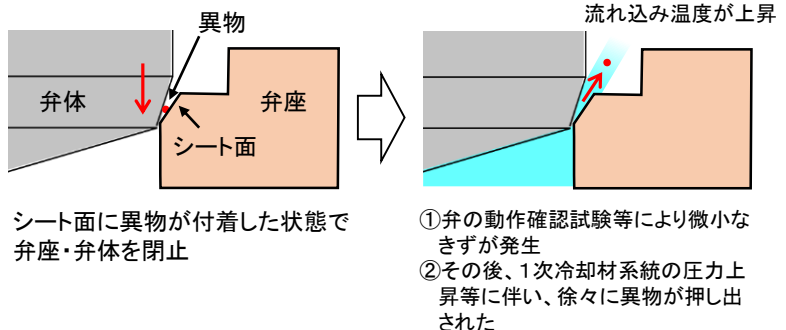 異物
弁体
弁座
シート面
シート面に異物が付着した状態で
弁座・弁体を閉止
流れ込み温度が上昇
①弁の動作確認試験等により微小な
きずが発生
②その後、1次冷却材系統の圧力上
昇等に伴い、徐々に異物が押し出
された